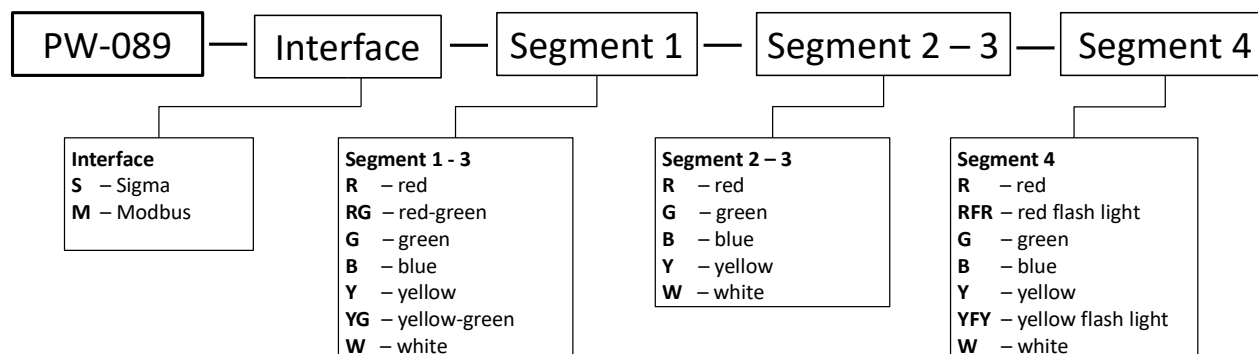 PW-089 — Interface — Segment 1 — Segment 2 – 3 — Segment 4
Interface
S – Sigma
M – Modbus
Segment 1 - 3
R – red
RG – red-green
G – green
B – blue
Y – yellow
YG – yellow-green
W – white
Segment 2 – 3
R – red
G – green
B – blue
Y – yellow
W – white
Segment 4
R – red
RFR – red flash light
G – green
B – blue
Y – yellow
YFY – yellow flash light
W – white